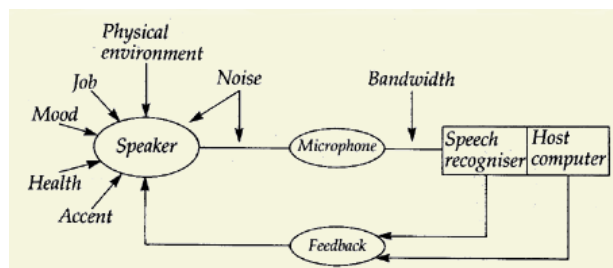 Physical
environment
Job
Noise
Bandwidth
Mood
Speaker
Microphone
Speech
recogniser
Host
computer
Health
Accent
Feedback